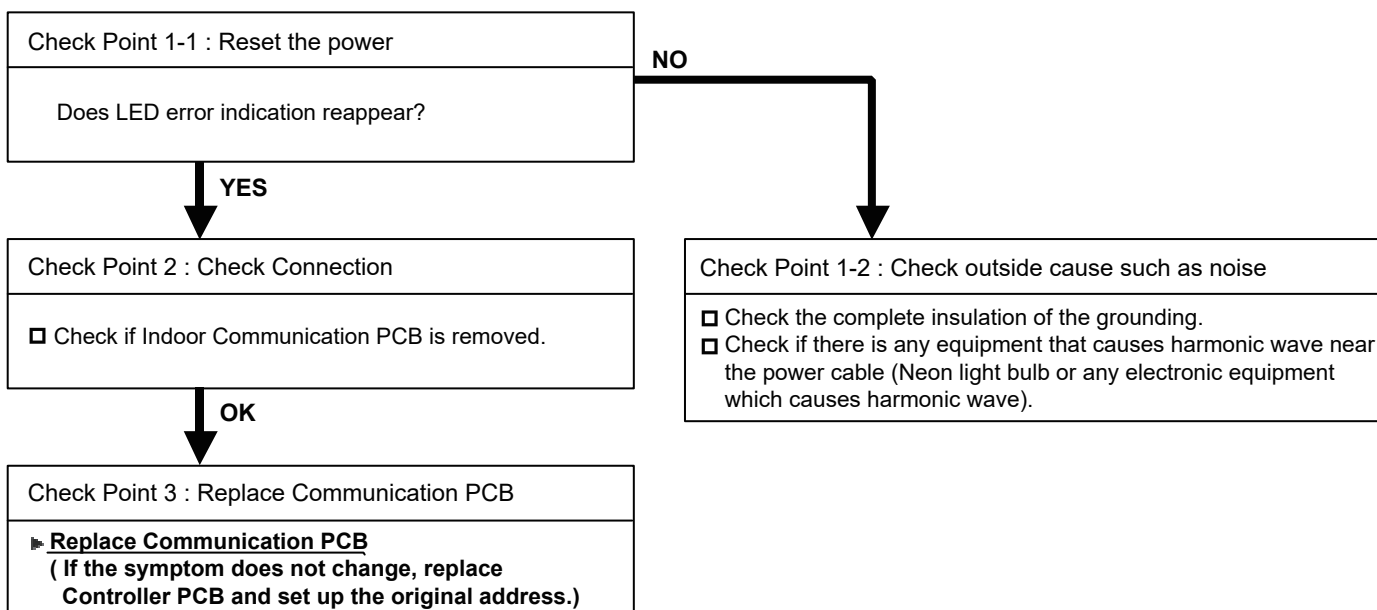 Check Point 1-1 : Reset the power
NO
Does LED error indication reappear?
YES
Check Point 2 : Check Connection
Check if Indoor Communication PCB is removed.
Check Point 1-2 : Check outside cause such as noise
Check the complete insulation of the grounding.
Check if there is any equipment that causes harmonic wave near
the power cable (Neon light bulb or any electronic equipment
which causes harmonic wave).
OK
Check Point 3 : Replace Communication PCB
Replace Communication PCB
( If the symptom does not change, replace
Controller PCB and set up the original address.)